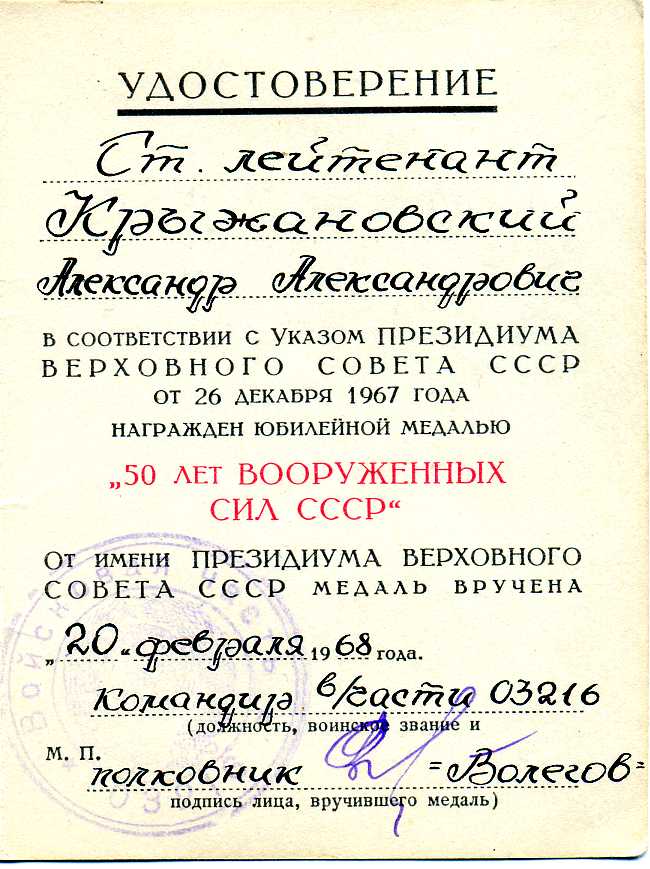 УДОСТОВЕРЕНИЕ
Ст. лейтенант
Крыжановский
Александр Александрович
В СООТВЕТСТВИИ С УКАЗОМ ПРЕЗИДИУМА
ВЕРХОВНОГО СОВЕТА СССР
ОТ 26 ДЕКАБРЯ 1967 ГОДА
НАГРАЖДЕН ЮБИЛЕЙНОЙ МЕДАЛЬЮ
„50 ЛЕТ ВООРУЖЕННЫХ
СИЛ СССР“
ОТ ИМЕНИ ПРЕЗИДИУМА ВЕРХОВНОГО
СОВЕТА СССР МЕДАЛЬ ВРУЧЕНА
„20“ февраля 1968 года.
командир в/части 03216
(должность, воинское звание и
М. П.
полковник =Волегов=
подпись лица, вручившего медаль)
Войсковая часть